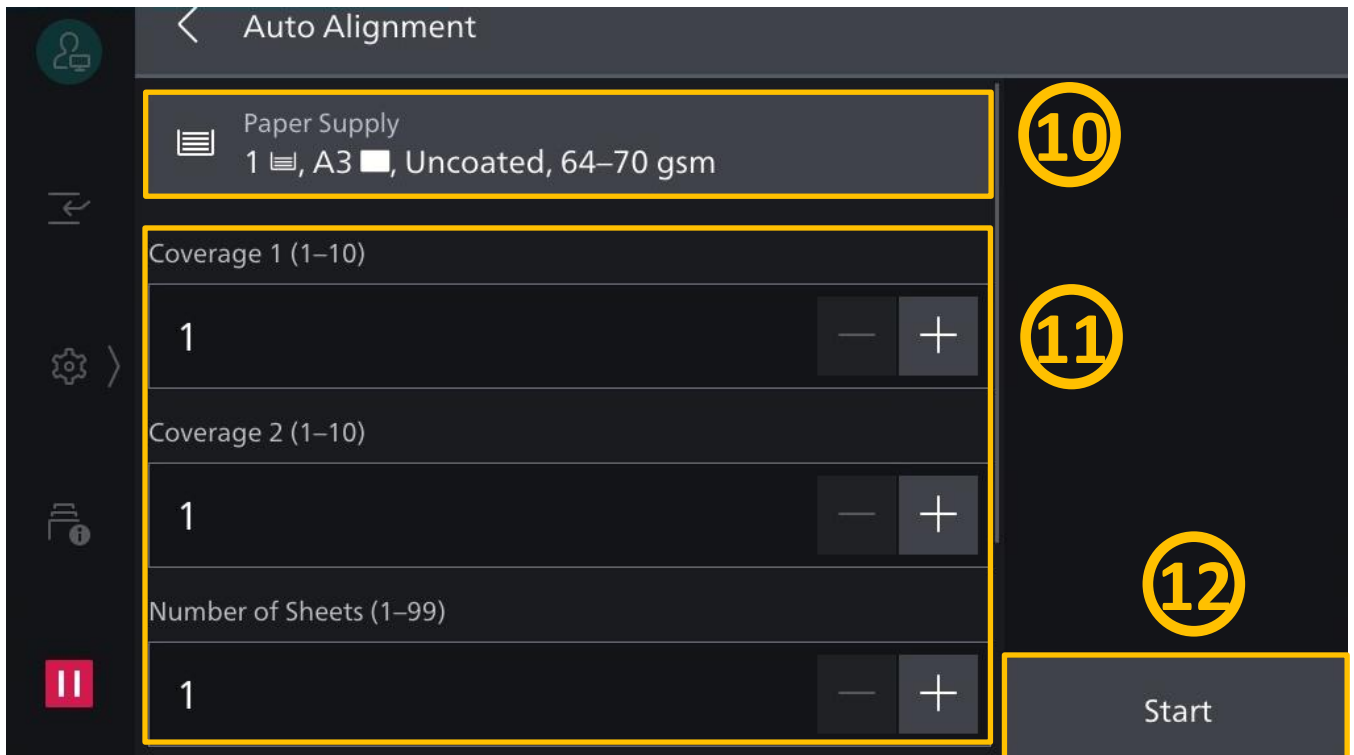 Auto Alignment
Paper Supply
1 , A3 , Uncoated, 64–70 gsm
10
Coverage 1 (1–10)
1
11
Coverage 2 (1–10)
1
12
Number of Sheets (1–99)
1
Start